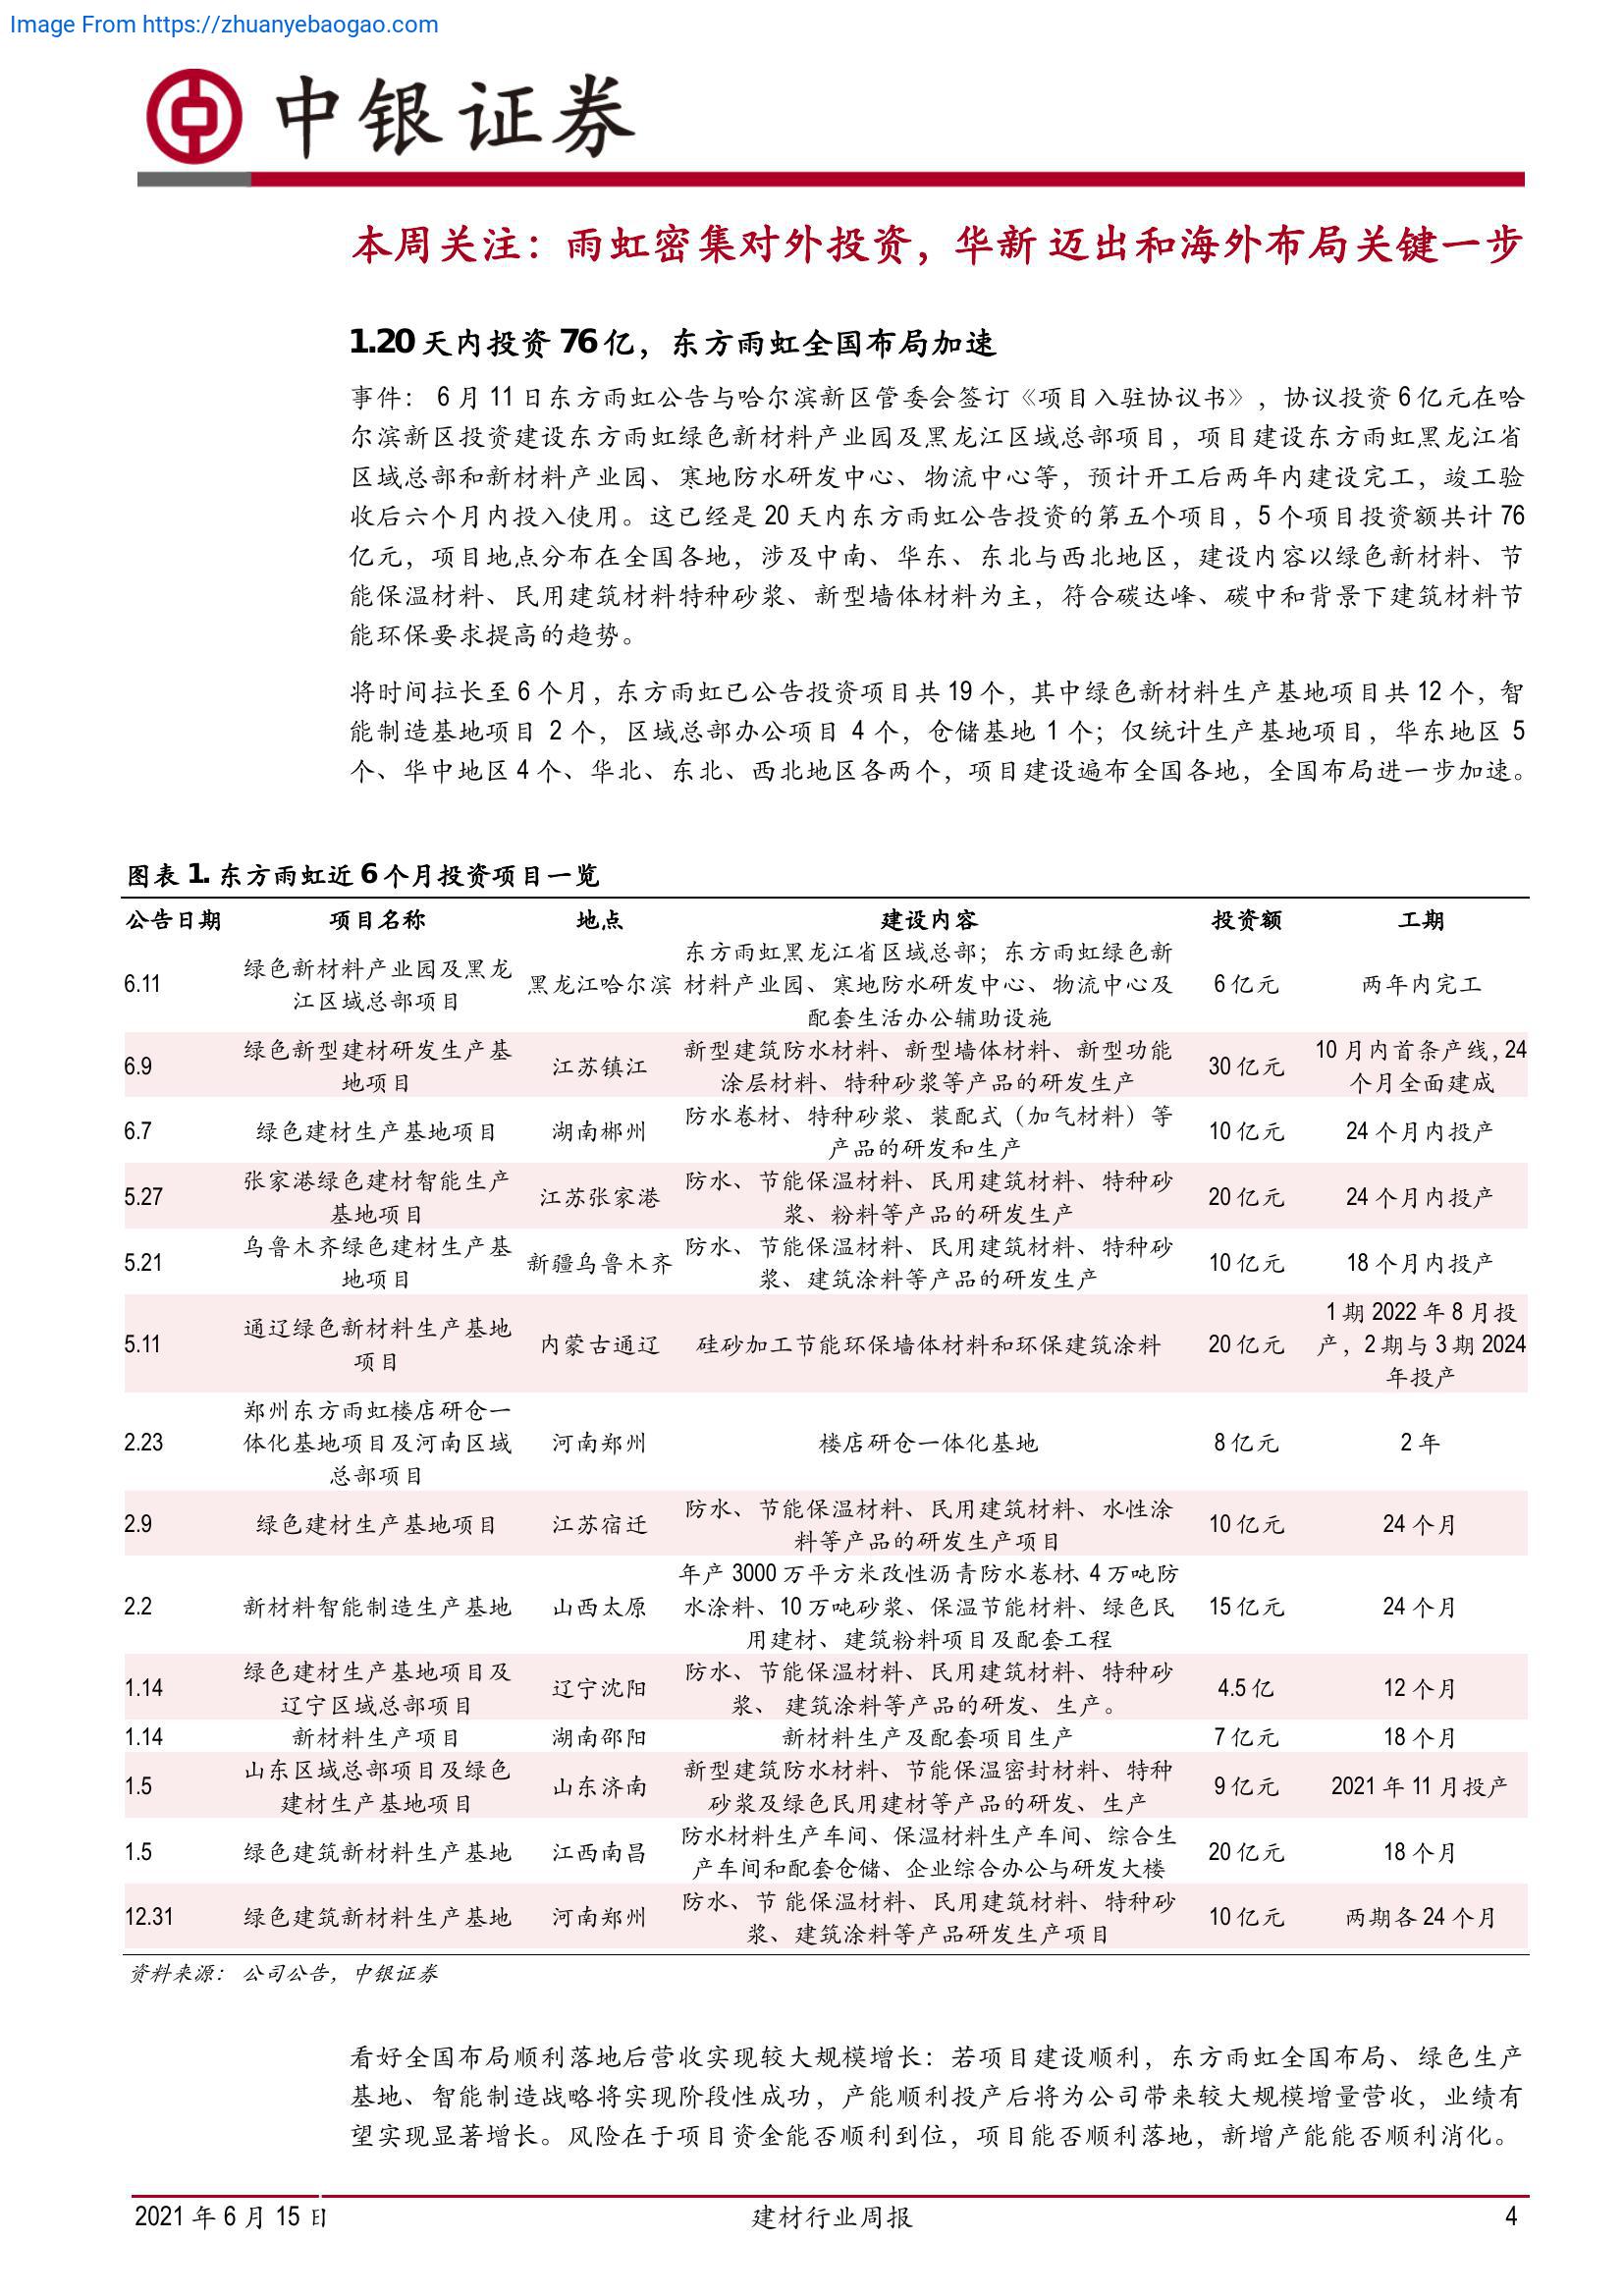 Image From https://zhuanyebaogao.com
中银证券
本周关注：雨虹密集对外投资，华新迈出和海外布局关键一步
1.20 天内投资 76 亿，东方雨虹全国布局加速
事件： 6 月 11 日东方雨虹公告与哈尔滨新区管委会签订《项目入驻协议书》，协议投资 6 亿元在哈
尔滨新区投资建设东方雨虹绿色新材料产业园及黑龙江区域总部项目，项目建设东方雨虹黑龙江省
区域总部和新材料产业园、寒地防水研发中心、物流中心等，预计开工后两年内建设完工，竣工验
收后六个月内投入使用。这已经是 20 天内东方雨虹公告投资的第五个项目，5 个项目投资额共计 76
亿元，项目地点分布在全国各地，涉及中南、华东、东北与西北地区，建设内容以绿色新材料、节
能保温材料、民用建筑材料特种砂浆、新型墙体材料为主，符合碳达峰、碳中和背景下建筑材料节
能环保要求提高的趋势。
将时间拉长至 6 个月，东方雨虹已公告投资项目共 19 个，其中绿色新材料生产基地项目共 12 个，智
能制造基地项目 2 个，区域总部办公项目 4 个，仓储基地 1 个；仅统计生产基地项目，华东地区 5
个、华中地区 4 个、华北、东北、西北地区各两个，项目建设遍布全国各地，全国布局进一步加速。
图表 1. 东方雨虹近 6 个月投资项目一览
公告日期 项目名称 地点 建设内容 投资额 工期
东方雨虹黑龙江省区域总部；东方雨虹绿色新
绿色新材料产业园及黑龙
6.11 黑龙江哈尔滨 材料产业园、寒地防水研发中心、物流中心及 6 亿元 两年内完工
江区域总部项目
配套生活办公辅助设施
绿色新型建材研发生产基 新型建筑防水材料、新型墙体材料、新型功能 10 月内首条产线，24
6.9 江苏镇江 30 亿元
地项目 涂层材料、特种砂浆等产品的研发生产 个月全面建成
防水卷材、特种砂浆、装配式（加气材料）等
6.7 绿色建材生产基地项目 湖南郴州 10 亿元 24 个月内投产
产品的研发和生产
张家港绿色建材智能生产 防水、节能保温材料、民用建筑材料、特种砂
5.27 江苏张家港 20 亿元 24 个月内投产
基地项目 浆、粉料等产品的研发生产
乌鲁木齐绿色建材生产基 防水、节能保温材料、民用建筑材料、特种砂
5.21 新疆乌鲁木齐 10 亿元 18 个月内投产
地项目 浆、建筑涂料等产品的研发生产
1 期 2022 年 8 月投
通辽绿色新材料生产基地
5.11 内蒙古通辽 硅砂加工节能环保墙体材料和环保建筑涂料 20 亿元 产，2 期与 3 期 2024
项目
年投产
郑州东方雨虹楼店研仓一
2.23 体化基地项目及河南区域 河南郑州 楼店研仓一体化基地 8 亿元 2 年
总部项目
防水、节能保温材料、民用建筑材料、水性涂
2.9 绿色建材生产基地项目 江苏宿迁 10 亿元 24 个月
料等产品的研发生产项目
年产 3000 万平方米改性沥青防水卷材、4 万吨防
2.2 新材料智能制造生产基地 山西太原 水涂料、10 万吨砂浆、保温节能材料、绿色民 15 亿元 24 个月
用建材、建筑粉料项目及配套工程
绿色建材生产基地项目及 防水、节能保温材料、民用建筑材料、特种砂
1.14 辽宁沈阳 4.5 亿 12 个月
辽宁区域总部项目 浆、 建筑涂料等产品的研发、生产。
1.14 新材料生产项目 湖南邵阳 新材料生产及配套项目生产 7 亿元 18 个月
山东区域总部项目及绿色 新型建筑防水材料、节能保温密封材料、特种
1.5 山东济南 9 亿元 2021 年 11 月投产
建材生产基地项目 砂浆及绿色民用建材等产品的研发、生产
防水材料生产车间、保温材料生产车间、综合生
1.5 绿色建筑新材料生产基地 江西南昌 20 亿元 18 个月
产车间和配套仓储、企业综合办公与研发大楼
防水、节 能保温材料、民用建筑材料、特种砂
12.31 绿色建筑新材料生产基地 河南郑州 10 亿元 两期各 24 个月
浆、建筑涂料等产品研发生产项目
资料来源： 公司公告，中银证券
看好全国布局顺利落地后营收实现较大规模增长：若项目建设顺利，东方雨虹全国布局、绿色生产
基地、智能制造战略将实现阶段性成功，产能顺利投产后将为公司带来较大规模增量营收，业绩有
望实现显著增长。风险在于项目资金能否顺利到位，项目能否顺利落地，新增产能能否顺利消化。
2021 年 6 月 15 日 建材行业周报 4